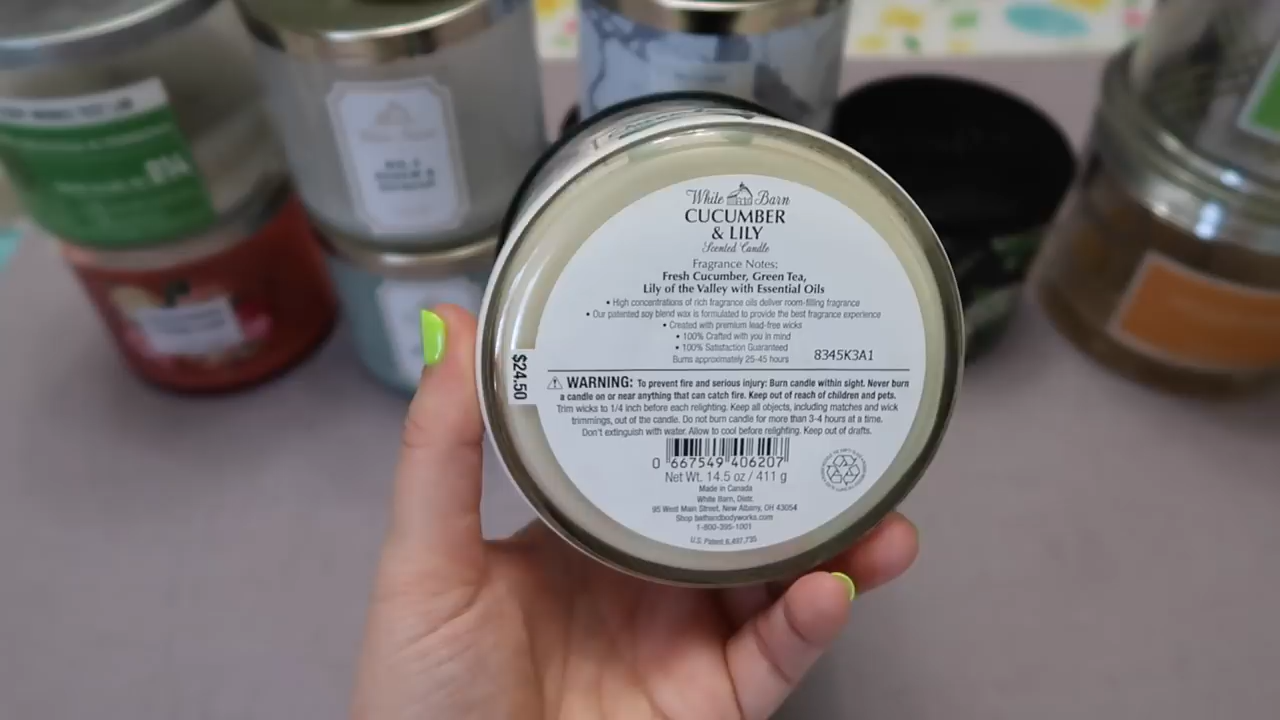 White Barn
CUCUMBER
& LILY
Scented Candle
Fragrance Notes:
Fresh Cucumber, Green Tea,
Lily of the Valley with Essential Oils
• High concentrations of rich fragrance oils deliver room-filling fragrance
• Our patented soy blend wax is formulated to provide the best fragrance experience
• Created with premium lead-free wicks
• 100% Crafted with you in mind
• 100% Satisfaction Guaranteed
Burns approximately 25-45 hours
8345K3A1
$24.50
WARNING: To prevent fire and serious injury: Burn candle within sight. Never burn
a candle on or near anything that can catch fire. Keep out of reach of children and pets.
Trim wicks to 1/4 inch before each relighting. Keep all objects, including matches and wick
trimmings, out of the candle. Do not burn candle for more than 3-4 hours at a time.
Don't extinguish with water. Allow to cool before relighting. Keep out of drafts.
0 667549 406207
Net Wt. 14.5 oz / 411 g
Made in Canada
White Barn, Distr.
95 West Main Street, New Albany, OH 43054
Shop bathandbodyworks.com
1-800-395-1001
U.S. Patent 6,497,735
$14